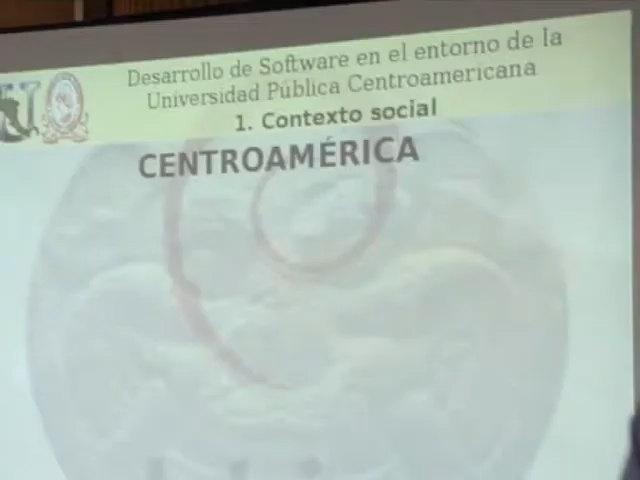 Desarrollo de Software en el entorno de la
Universidad Pública Centroamericana
1. Contexto social
CENTROAMÉRICA